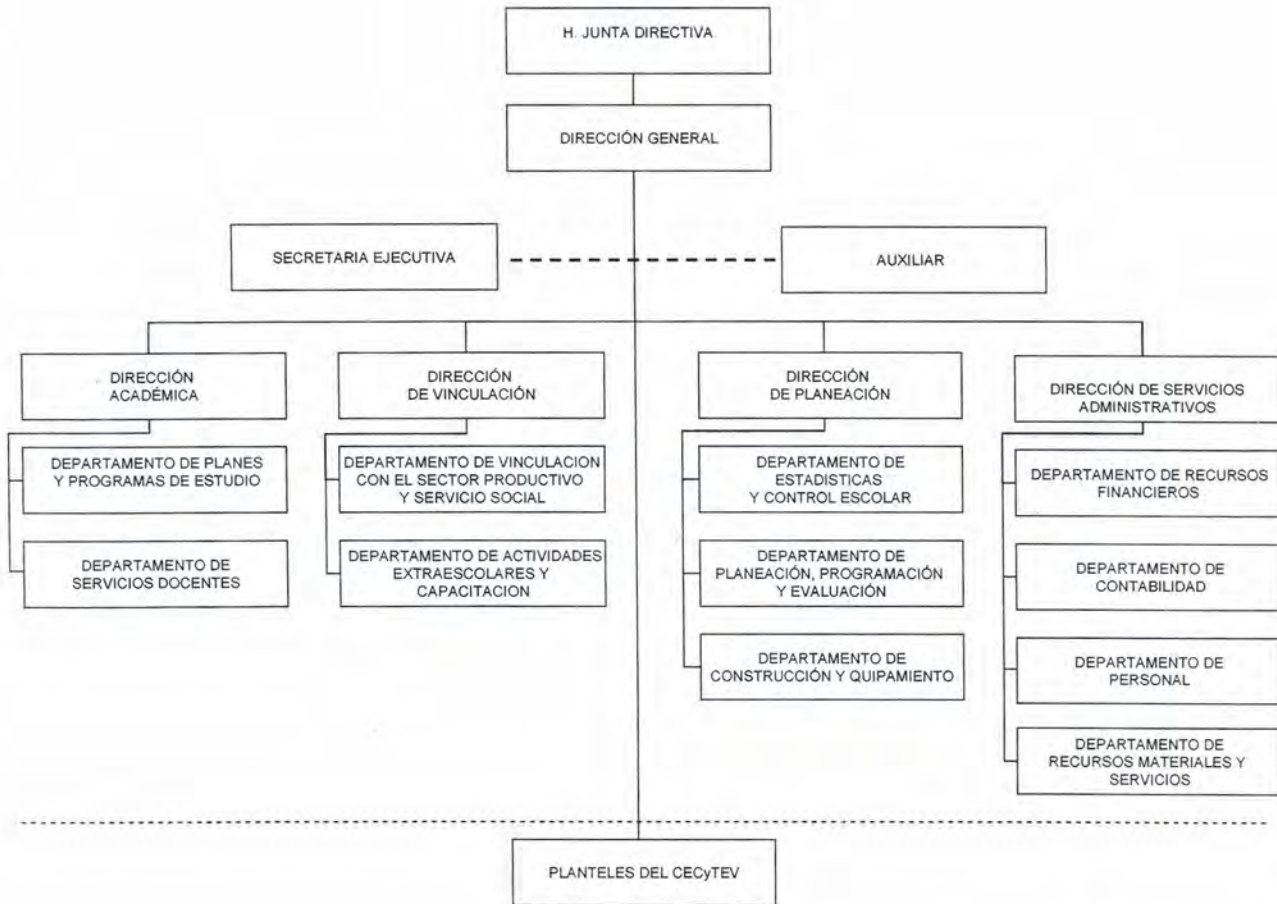 H. JUNTA DIRECTIVA
DIRECCIÓN GENERAL
SECRETARIA EJECUTIVA
AUXILIAR
DIRECCIÓN
ACADÉMICA
DEPARTAMENTO DE PLANES
Y PROGRAMAS DE ESTUDIO
DEPARTAMENTO DE
SERVICIOS DOCENTES
DIRECCIÓN
DE VINCULACIÓN
DEPARTAMENTO DE VINCULACION
CON EL SECTOR PRODUCTIVO
Y SERVICIO SOCIAL
DEPARTAMENTO DE ACTIVIDADES
EXTRAESCOLARES Y
CAPACITACION
DIRECCIÓN
DE PLANEACIÓN
DEPARTAMENTO DE
ESTADISTICAS
Y CONTROL ESCOLAR
DEPARTAMENTO DE
PLANEACIÓN, PROGRAMACIÓN
Y EVALUACIÓN
DEPARTAMENTO DE
CONSTRUCCIÓN Y QUIPAMIENTO
DIRECCIÓN DE SERVICIOS
ADMINISTRATIVOS
DEPARTAMENTO DE RECURSOS
FINANCIEROS
DEPARTAMENTO DE
CONTABILIDAD
DEPARTAMENTO DE
PERSONAL
DEPARTAMENTO DE
RECURSOS MATERIALES Y
SERVICIOS
PLANTELES DEL CECyTEV